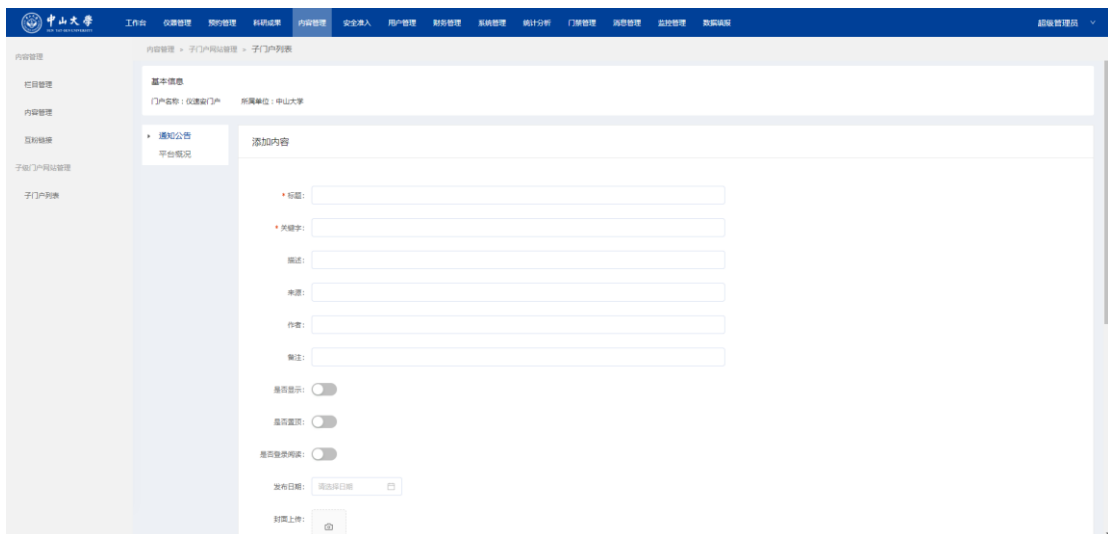 中山大學
工作台 仪器管理 预约管理 科研成果 内容管理 安全准入 用户管理 财务管理 系统管理 统计分析 门禁管理 消息管理 监控管理 数据填报
超级管理员
内容管理
栏目管理
内容管理
互粉链接
子级门户网站管理
子门户列表
内容管理 » 子门户网站管理 » 子门户列表
基本信息
门户名称：仪器室门户 所属单位：中山大学
通知公告
平台概况
添加内容
* 标题：
* 关键字：
描述：
来源：
作者：
备注：
是否显示：
是否置顶：
是否登录阅读：
发布日期： 请选择日期
封面上传：